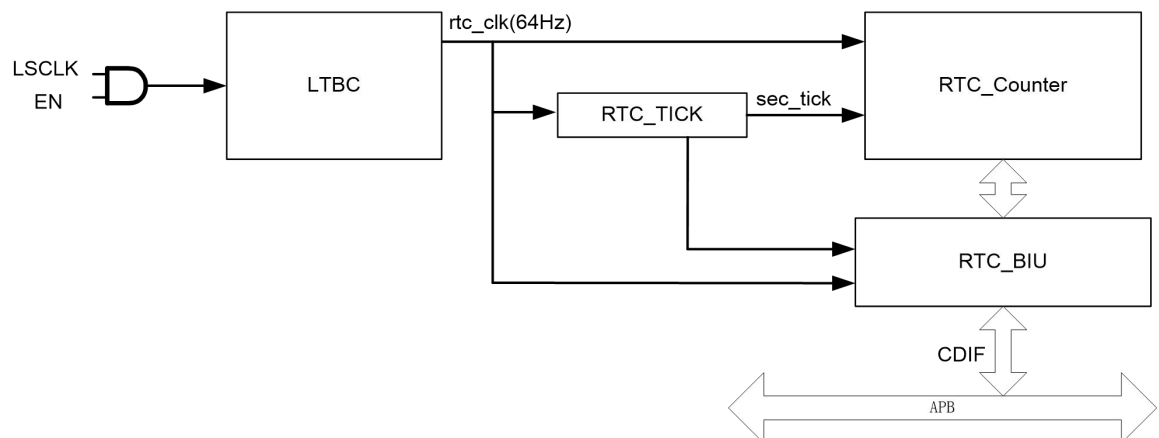 rtc_clk(64Hz)
LSCLK
EN
LTBC
RTC_TICK
sec_tick
RTC_Counter
RTC_BIU
CDIF
APB